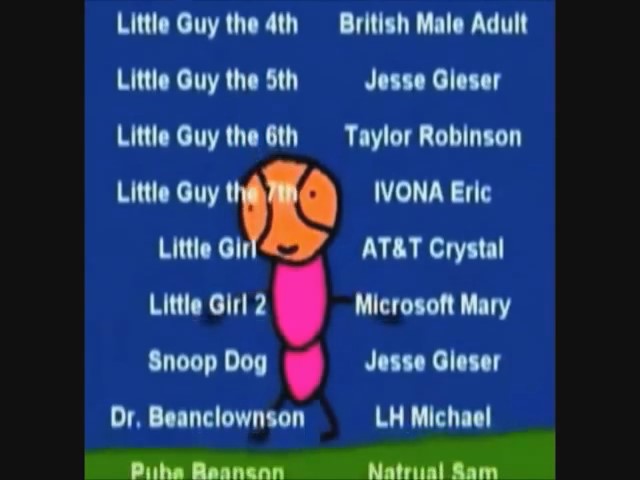 Little Guy the 4th British Male Adult
Little Guy the 5th Jesse Gieser
Little Guy the 6th Taylor Robinson
Little Guy the 7th IVONA Eric
Little Girl AT&T Crystal
Little Girl 2 Microsoft Mary
Snoop Dog Jesse Gieser
Dr. Beanclownson LH Michael
Pube Beanson Natrual Sam